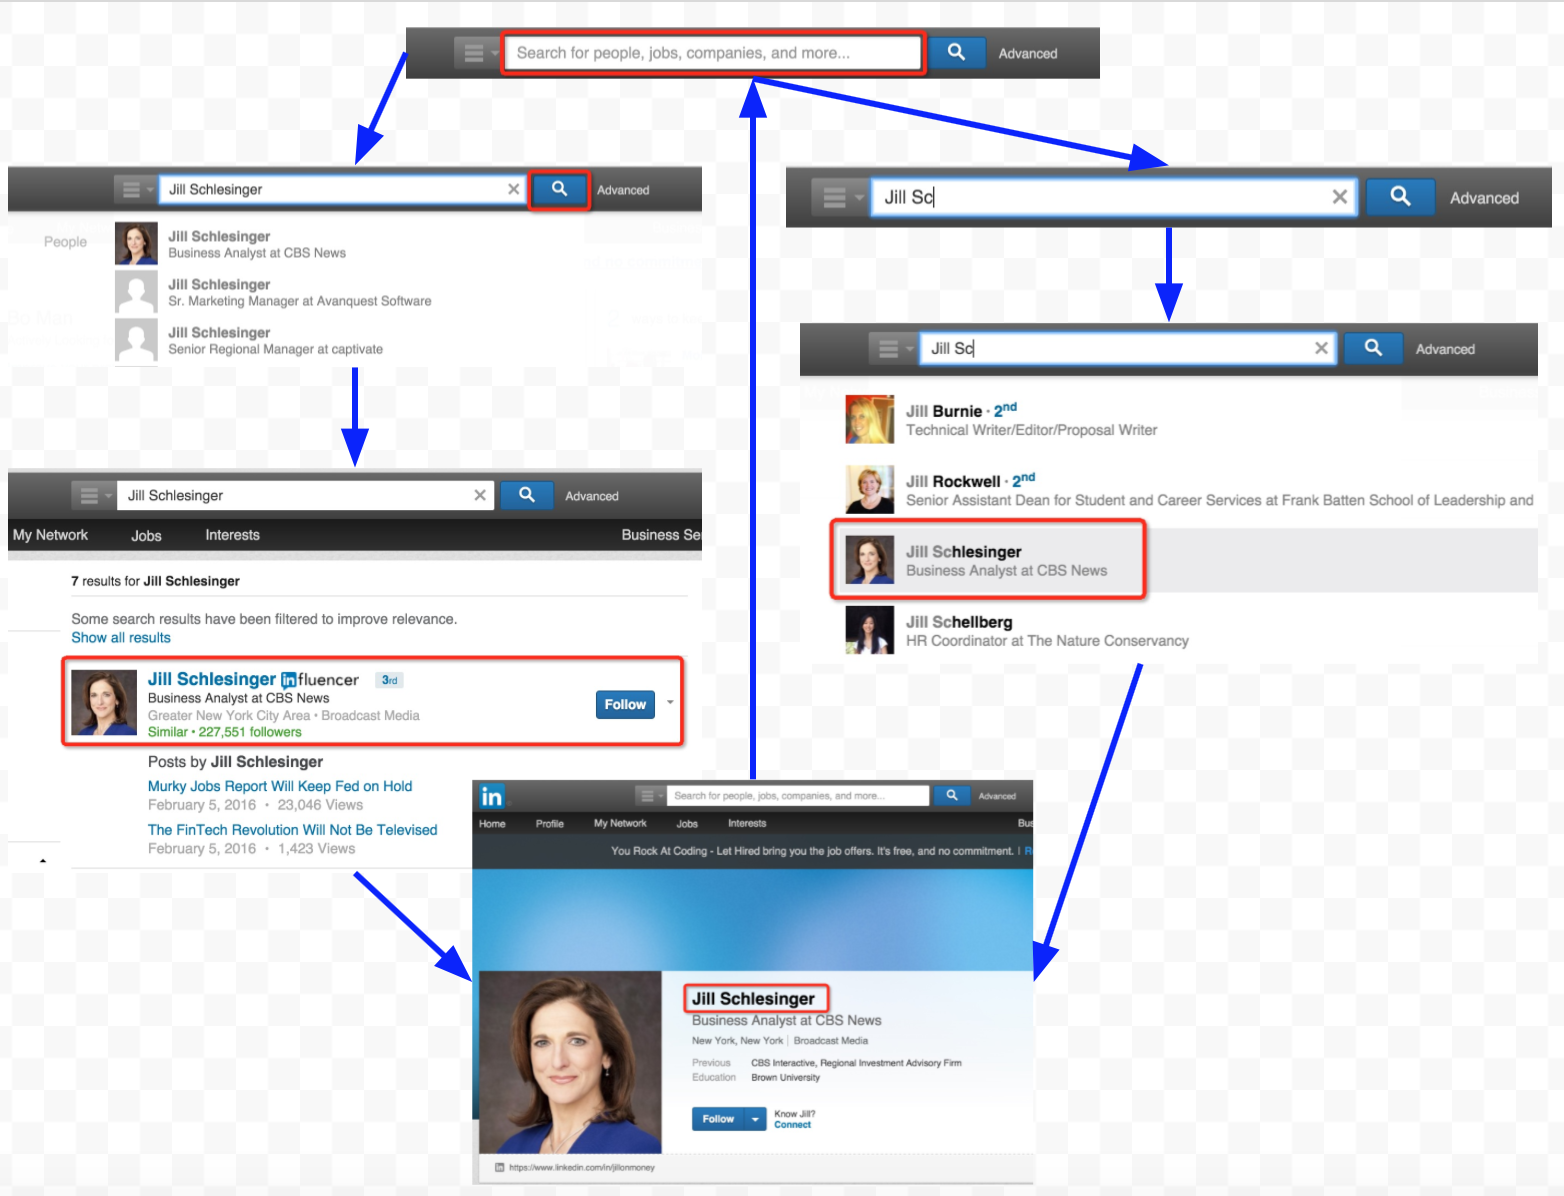 Search for people, jobs, companies, and more...
Advanced
Jill Schlesinger
Advanced
People
Jill Schlesinger
Business Analyst at CBS News
Jill Schlesinger
Sr. Marketing Manager at Avanquest Software
Jill Schlesinger
Senior Regional Manager at captivate
Jill Schlesinger
Advanced
My Network Jobs Interests Business Se
7 results for Jill Schlesinger
Some search results have been filtered to improve relevance.
Show all results
Jill Schlesinger influencer 3rd
Business Analyst at CBS News
Greater New York City Area • Broadcast Media
Similar • 227,551 followers
Follow
Posts by Jill Schlesinger
Murky Jobs Report Will Keep Fed on Hold
February 5, 2016 • 23,046 Views
The FinTech Revolution Will Not Be Televised
February 5, 2016 • 1,423 Views
Jill Sc
Advanced
Jill Sc
Advanced
Jill Burnie · 2nd
Technical Writer/Editor/Proposal Writer
Jill Rockwell · 2nd
Senior Assistant Dean for Student and Career Services at Frank Batten School of Leadership and
Jill Schlesinger
Business Analyst at CBS News
Jill Schellberg
HR Coordinator at The Nature Conservancy
in
Search for people, jobs, companies, and more...
Advanced
Home Profile My Network Jobs Interests Bus
You Rock At Coding - Let Hired bring you the job offers. It's free, and no commitment. | R
Jill Schlesinger
Business Analyst at CBS News
New York, New York | Broadcast Media
Previous CBS Interactive, Regional Investment Advisory Firm
Education Brown University
Follow
Know Jill?
Connect
in https://www.linkedin.com/in/jillonmoney